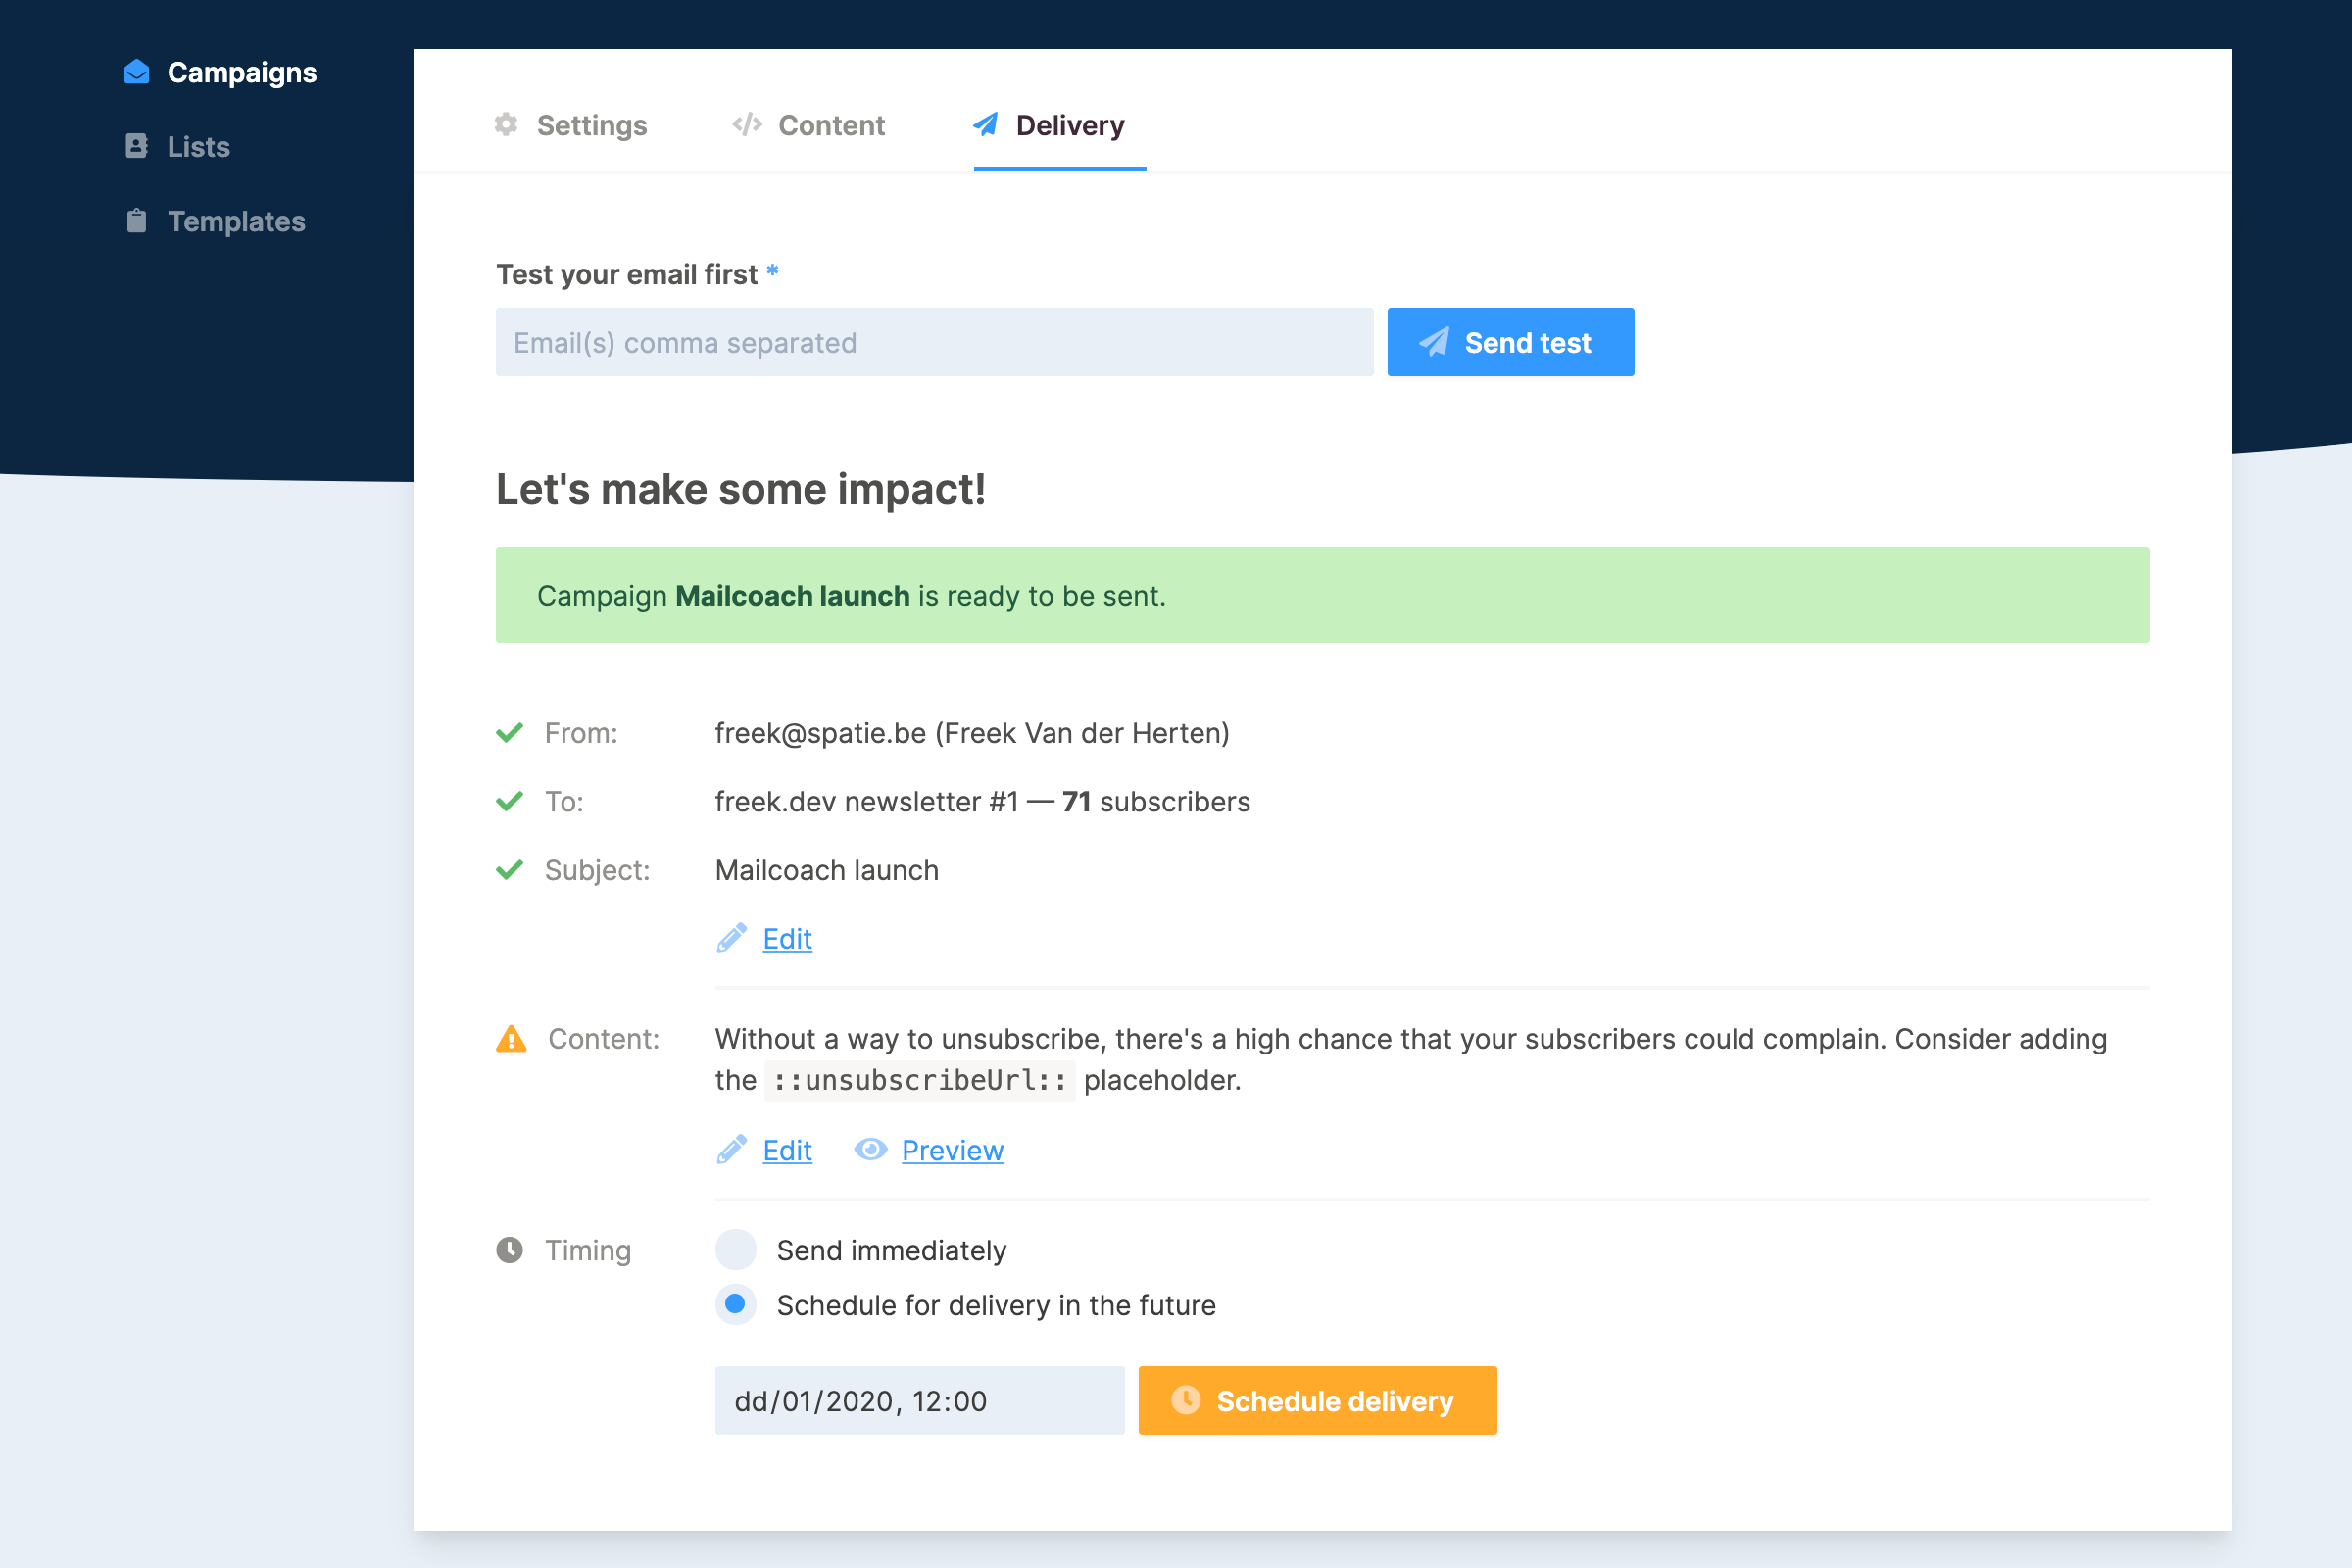 Campaigns
Lists
Templates
Settings
Content
Delivery
Test your email first *
Email(s) comma separated
Send test
Let's make some impact!
Campaign Mailcoach launch is ready to be sent.
From: freek@spatie.be (Freek Van der Herten)
To: freek.dev newsletter #1 — 71 subscribers
Subject: Mailcoach launch
Edit
Content: Without a way to unsubscribe, there's a high chance that your subscribers could complain. Consider adding
the ::unsubscribeUrl:: placeholder.
Edit Preview
Timing Send immediately
Schedule for delivery in the future
dd/01/2020, 12:00 Schedule delivery